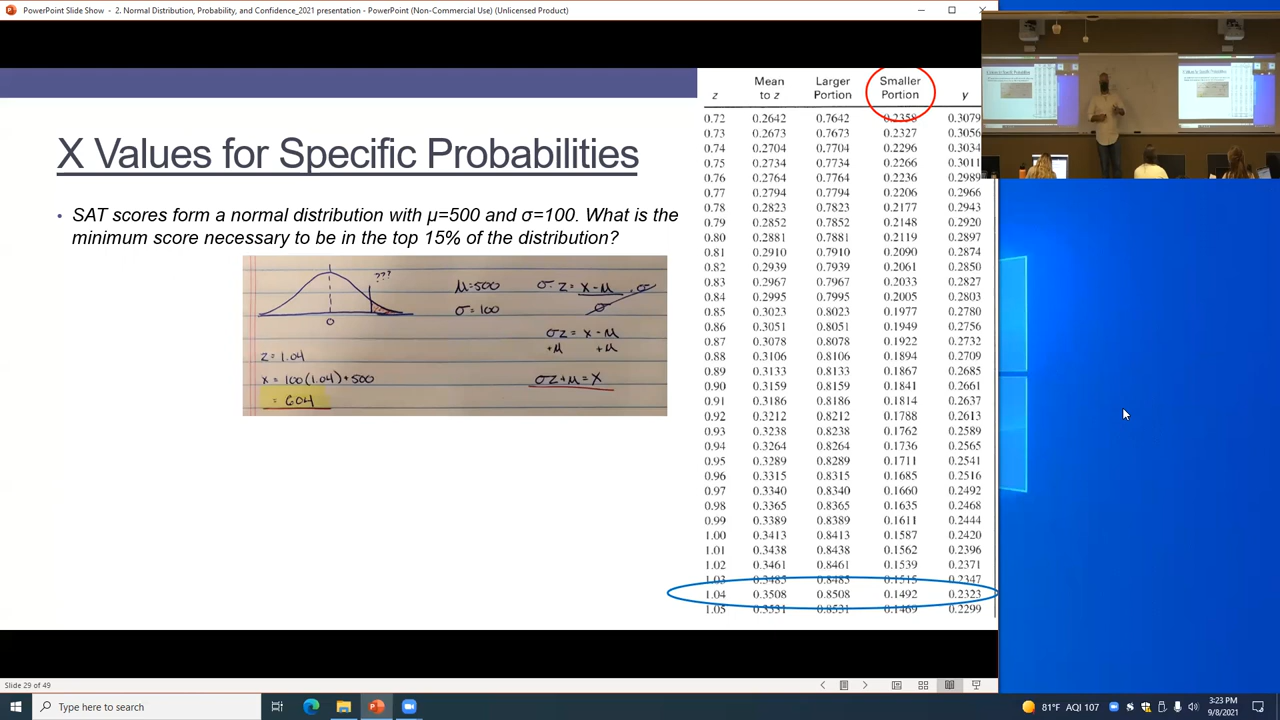 PowerPoint Slide Show - 2. Normal Distribution, Probability, and Confidence_2021 presentation - PowerPoint (Non-Commercial Use) (Unlicensed Product)
X Values for Specific Probabilities
• SAT scores form a normal distribution with μ=500 and σ=100. What is the
minimum score necessary to be in the top 15% of the distribution?
???
0
μ=500
σ=100
σ· z = x-μ ·σ
σ
σz = x-μ
+μ +μ
σz+μ=x
z=1.04
x=100(1.04)+500
= 604
Mean Larger Smaller
z to z Portion Portion y
0.72 0.2642 0.7642 0.2358 0.3079
0.73 0.2673 0.7673 0.2327 0.3056
0.74 0.2704 0.7704 0.2296 0.3034
0.75 0.2734 0.7734 0.2266 0.3011
0.76 0.2764 0.7764 0.2236 0.2989
0.77 0.2794 0.7794 0.2206 0.2966
0.78 0.2823 0.7823 0.2177 0.2943
0.79 0.2852 0.7852 0.2148 0.2920
0.80 0.2881 0.7881 0.2119 0.2897
0.81 0.2910 0.7910 0.2090 0.2874
0.82 0.2939 0.7939 0.2061 0.2850
0.83 0.2967 0.7967 0.2033 0.2827
0.84 0.2995 0.7995 0.2005 0.2803
0.85 0.3023 0.8023 0.1977 0.2780
0.86 0.3051 0.8051 0.1949 0.2756
0.87 0.3078 0.8078 0.1922 0.2732
0.88 0.3106 0.8106 0.1894 0.2709
0.89 0.3133 0.8133 0.1867 0.2685
0.90 0.3159 0.8159 0.1841 0.2661
0.91 0.3186 0.8186 0.1814 0.2637
0.92 0.3212 0.8212 0.1788 0.2613
0.93 0.3238 0.8238 0.1762 0.2589
0.94 0.3264 0.8264 0.1736 0.2565
0.95 0.3289 0.8289 0.1711 0.2541
0.96 0.3315 0.8315 0.1685 0.2516
0.97 0.3340 0.8340 0.1660 0.2492
0.98 0.3365 0.8365 0.1635 0.2468
0.99 0.3389 0.8389 0.1611 0.2444
1.00 0.3413 0.8413 0.1587 0.2420
1.01 0.3438 0.8438 0.1562 0.2396
1.02 0.3461 0.8461 0.1539 0.2371
1.03 0.3485 0.8485 0.1515 0.2347
1.04 0.3508 0.8508 0.1492 0.2323
1.05 0.3531 0.8531 0.1469 0.2299
Slide 29 of 49
Type here to search
81°F AQI 107
3:23 PM
9/8/2021